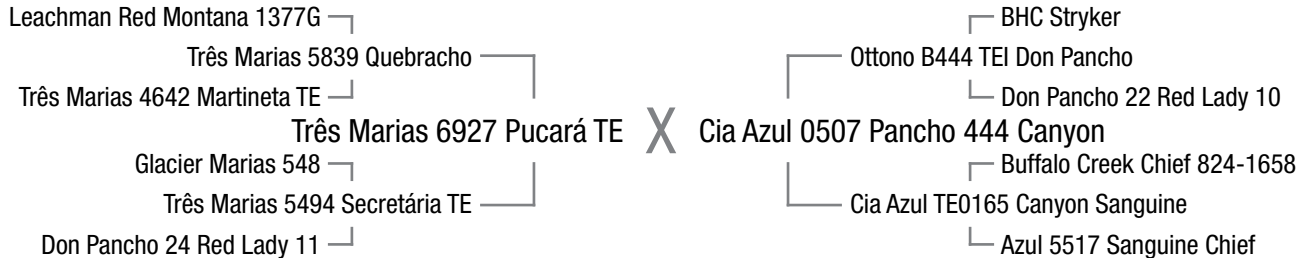 Leachman Red Montana 1377G BHC Stryker
Três Marias 5839 Quebracho Ottono B444 TEI Don Pancho
Três Marias 4642 Martineta TE Don Pancho 22 Red Lady 10
Três Marias 6927 Pucará TE X Cia Azul 0507 Pancho 444 Canyon
Glacier Marias 548 Buffalo Creek Chief 824-1658
Três Marias 5494 Secretária TE Cia Azul TE0165 Canyon Sanguine
Don Pancho 24 Red Lady 11 Azul 5517 Sanguine Chief